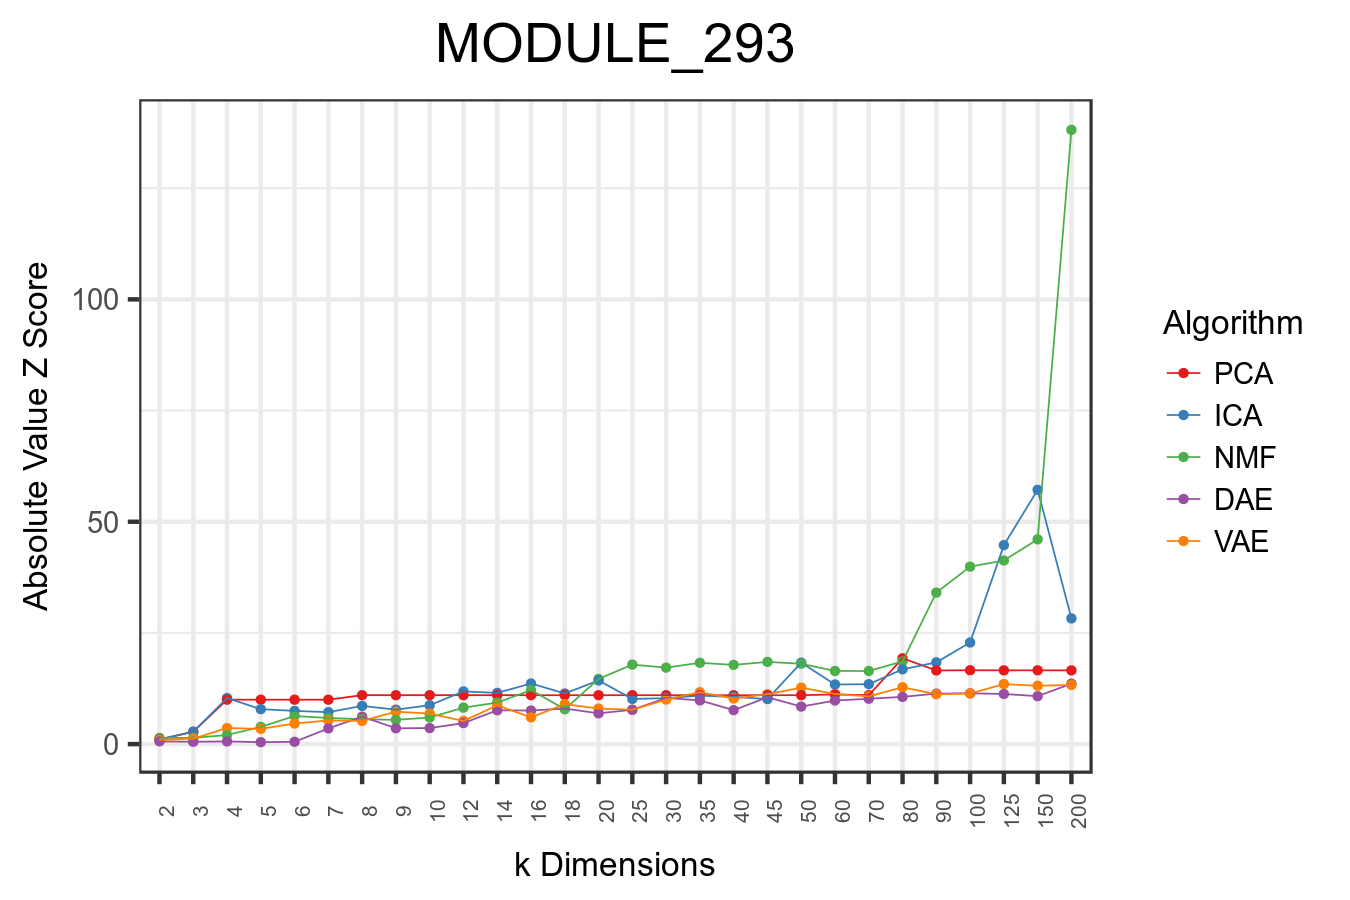 MODULE_293
Absolute Value Z Score
100
50
0
2 3 4 5 6 7 8 9 10 12 14 16 18 20 25 30 35 40 45 50 60 70 80 90 100 125 150 200
k Dimensions
Algorithm
PCA
ICA
NMF
DAE
VAE